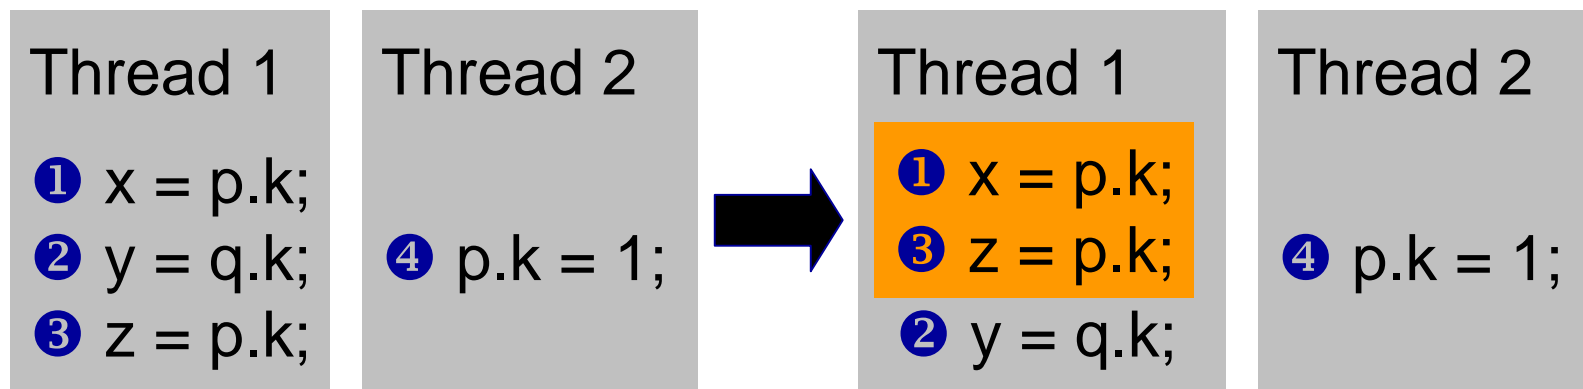 Thread 1
❶ x = p.k;
❷ y = q.k;
❸ z = p.k;
Thread 2
❹ p.k = 1;
Thread 1
❶ x = p.k;
❸ z = p.k;
❷ y = q.k;
Thread 2
❹ p.k = 1;